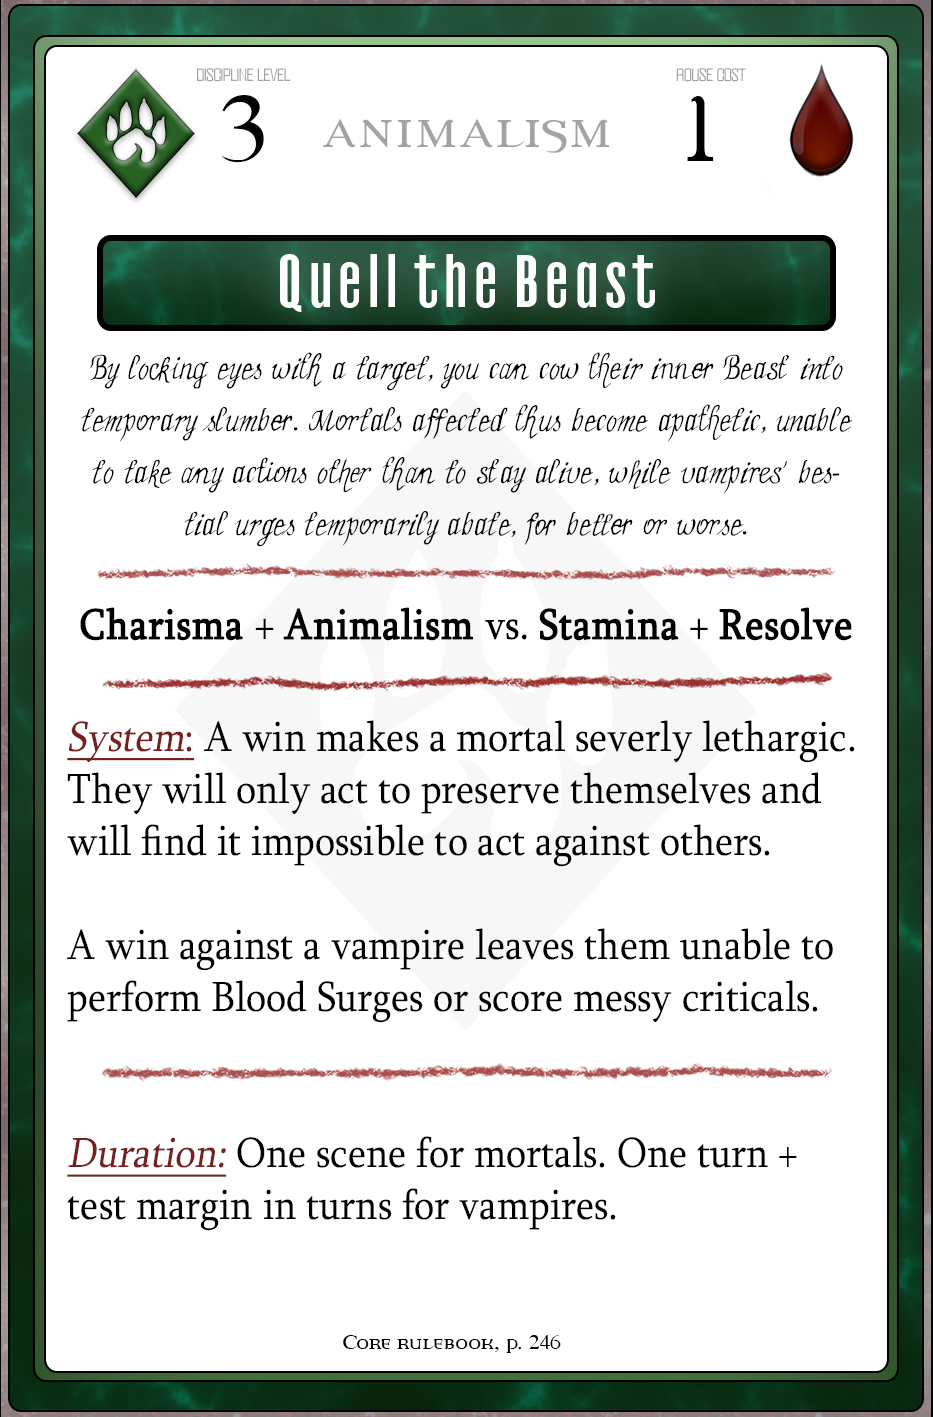 DISCIPLINE LEVEL
3
ANIMALISM
ROUSE COST
1
Quell the Beast
By locking eyes with a target, you can cow their inner Beast into
temporary slumber. Mortals affected thus become apathetic, unable
to take any actions other than to stay alive, while vampires' bes-
tial urges temporarily abate, for better or worse.
Charisma + Animalism vs. Stamina + Resolve
System: A win makes a mortal severly lethargic.
They will only act to preserve themselves and
will find it impossible to act against others.
A win against a vampire leaves them unable to
perform Blood Surges or score messy criticals.
Duration: One scene for mortals. One turn +
test margin in turns for vampires.
Core rulebook, p. 246